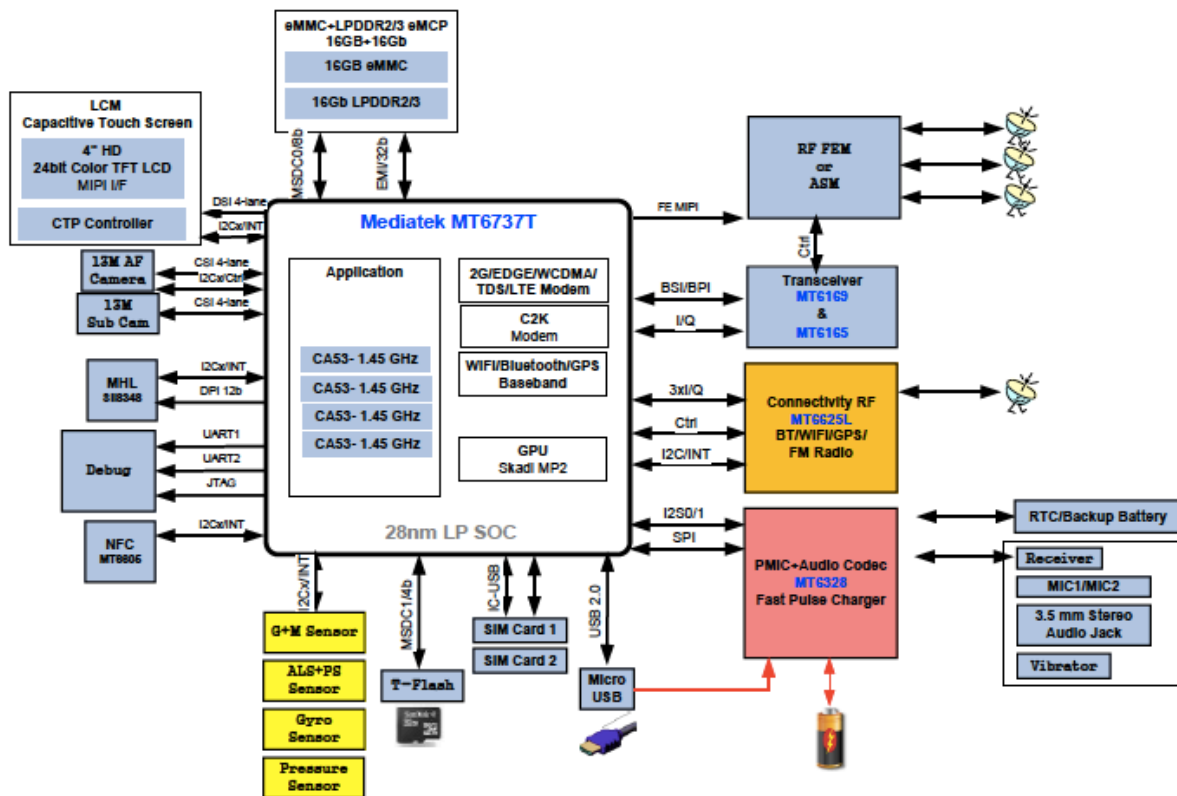 eMMC+LPDDR2/3 eMCP
16GB+16Gb
16GB eMMC
16Gb LPDDR2/3
LCM
Capacitive Touch Screen
4" HD
24bit Color TFT LCD
MIPI I/F
CTP Controller
MSDC0/8b
EMI/32b
DSI 4-lane
I2Cx/INT
13M AF
Camera
CSI 4-lane
I2Cx/Ctrl
13M
Sub Cam
CSI 4-lane
MHL
SII8348
I2Cx/INT
DPI 12b
Debug
UART1
UART2
JTAG
NFC
MT6605
I2Cx/INT
Mediatek MT6737T
Application
CA53- 1.45 GHz
CA53- 1.45 GHz
CA53- 1.45 GHz
CA53- 1.45 GHz
2G/EDGE/WCDMA/
TDS/LTE Modem
C2K
Modem
WIFI/Bluetooth/GPS
Baseband
GPU
Skadi MP2
28nm LP SOC
FE MIPI
RF FEM
or
ASM
Ctrl
BSI/BPI
I/Q
Transceiver
MT6169
&
MT6165
3xI/Q
Ctrl
I2C/INT
Connectivity RF
MT6625L
BT/WIFI/GPS/
FM Radio
I2S0/1
SPI
PMIC+Audio Codec
MT6328
Fast Pulse Charger
RTC/Backup Battery
Receiver
MIC1/MIC2
3.5 mm Stereo
Audio Jack
Vibrator
I2Cx/INT
G+M Sensor
ALS+PS
Sensor
Gyro
Sensor
Pressure
Sensor
MSDC1/4b
T-Flash
IC-USB
SIM Card 1
SIM Card 2
USB 2.0
Micro
USB